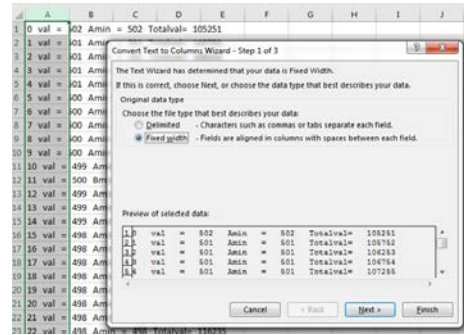 A B C D E F G H I J
1 0 val = 502 Amin = 502 Totalval= 105251
2 1 val = 501
3 2 val = 501
4 3 val = 501 Ami
5 4 val = 501 Ami
6 5 val = 500 Ami
7 6 val = 500 Ami
8 7 val = 500 Ami
9 8 val = 500 Ami
10 9 val = 500 Ami
11 10 val = 499 Am
12 11 val = 500 Bm
13 12 val = 499 Am
14 13 val = 499 Am
15 14 val = 499 Am
16 15 val = 498 Am
17 16 val = 498 Am
18 17 val = 498 Am
19 18 val = 498 Am
20 19 val = 498 Am
21 20 val = 498 Am
22 21 val = 498 Am
23 22 val = 498 Amin = 498 Totalval= 116235
Convert Text to Columns Wizard - Step 1 of 3
The Text Wizard has determined that your data is Fixed Width.
If this is correct, choose Next, or choose the data type that best describes your data.
Original data type
Choose the file type that best describes your data:
Delimited - Characters such as commas or tabs separate each field.
Fixed width - Fields are aligned in columns with spaces between each field.
Preview of selected data:
1 0 val = 502 Amin = 502 Totalval= 105251
2 1 val = 501 Amin = 501 Totalval= 105752
3 2 val = 501 Amin = 501 Totalval= 106253
4 3 val = 501 Amin = 501 Totalval= 106754
5 4 val = 501 Amin = 501 Totalval= 107255
Cancel < Back Next > Finish